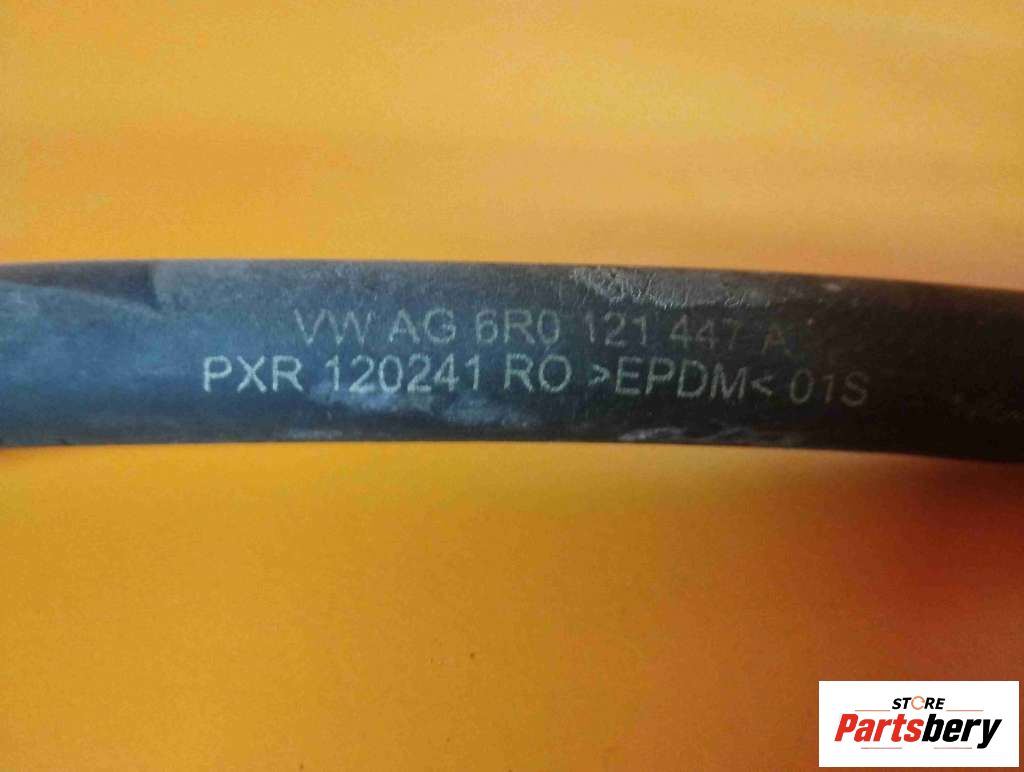 VW AG 6R0 121 447 A
PXR 120241 RO >EPDM< 01S
STORE
Partsbery